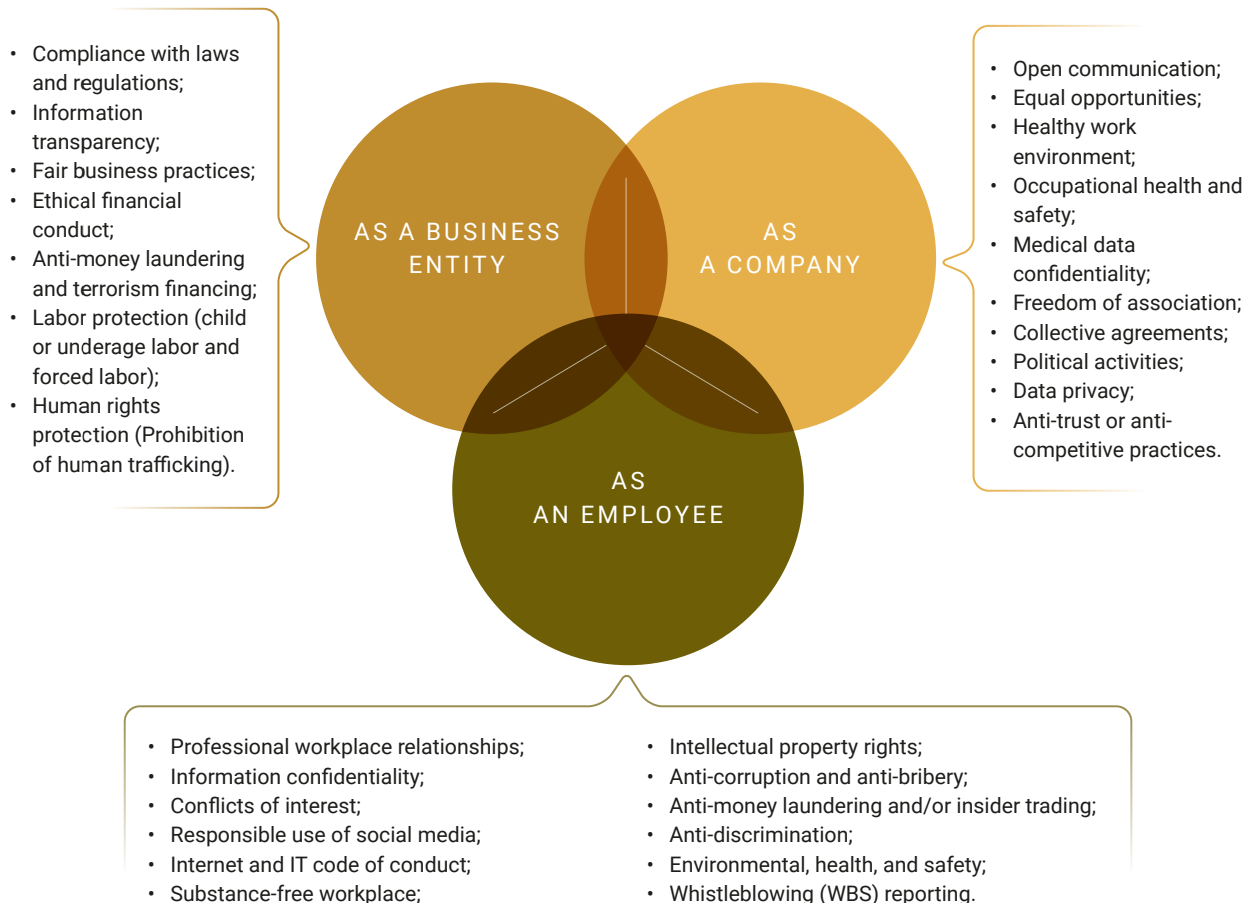 • Compliance with laws
and regulations;
• Information
transparency;
• Fair business practices;
• Ethical financial
conduct;
• Anti-money laundering
and terrorism financing;
• Labor protection (child
or underage labor and
forced labor);
• Human rights
protection (Prohibition
of human trafficking).
AS A BUSINESS
ENTITY
AS
A COMPANY
• Open communication;
• Equal opportunities;
• Healthy work
environment;
• Occupational health and
safety;
• Medical data
confidentiality;
• Freedom of association;
• Collective agreements;
• Political activities;
• Data privacy;
• Anti-trust or anti-
competitive practices.
AS
AN EMPLOYEE
• Professional workplace relationships;
• Information confidentiality;
• Conflicts of interest;
• Responsible use of social media;
• Internet and IT code of conduct;
• Substance-free workplace;
• Intellectual property rights;
• Anti-corruption and anti-bribery;
• Anti-money laundering and/or insider trading;
• Anti-discrimination;
• Environmental, health, and safety;
• Whistleblowing (WBS) reporting.